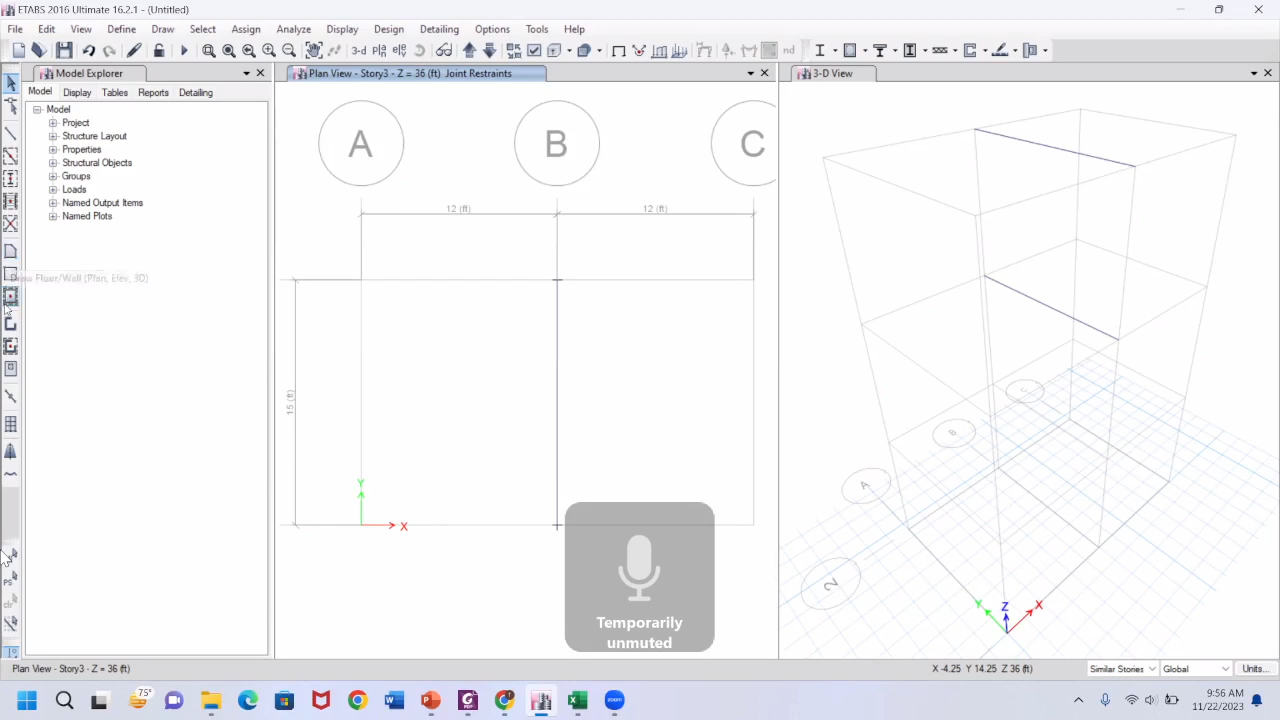 ETABS 2016 Ultimate 16.2.1 - (Untitled)
File Edit View Define Draw Select Assign Analyze Display Design Detailing Options Tools Help
3-d
nd
Model Explorer
Model Display Tables Reports Detailing
Model
Project
Structure Layout
Properties
Structural Objects
Groups
Loads
Named Output Items
Named Plots
Draw Floor/Wall (Plan, Elev, 3D)
PS
clr
Plan View - Story3 - Z = 36 (ft) Joint Restraints
A B C
12 (ft) 12 (ft)
15 (ft)
Y
X
3-D View
C
B
A
2
Y Z X
Temporarily
unmuted
Plan View - Story3 - Z = 36 (ft)
X -4.25 Y 14.25 Z 36 (ft)
Similar Stories Global Units...
75°
zoom
9:56 AM
11/22/2023